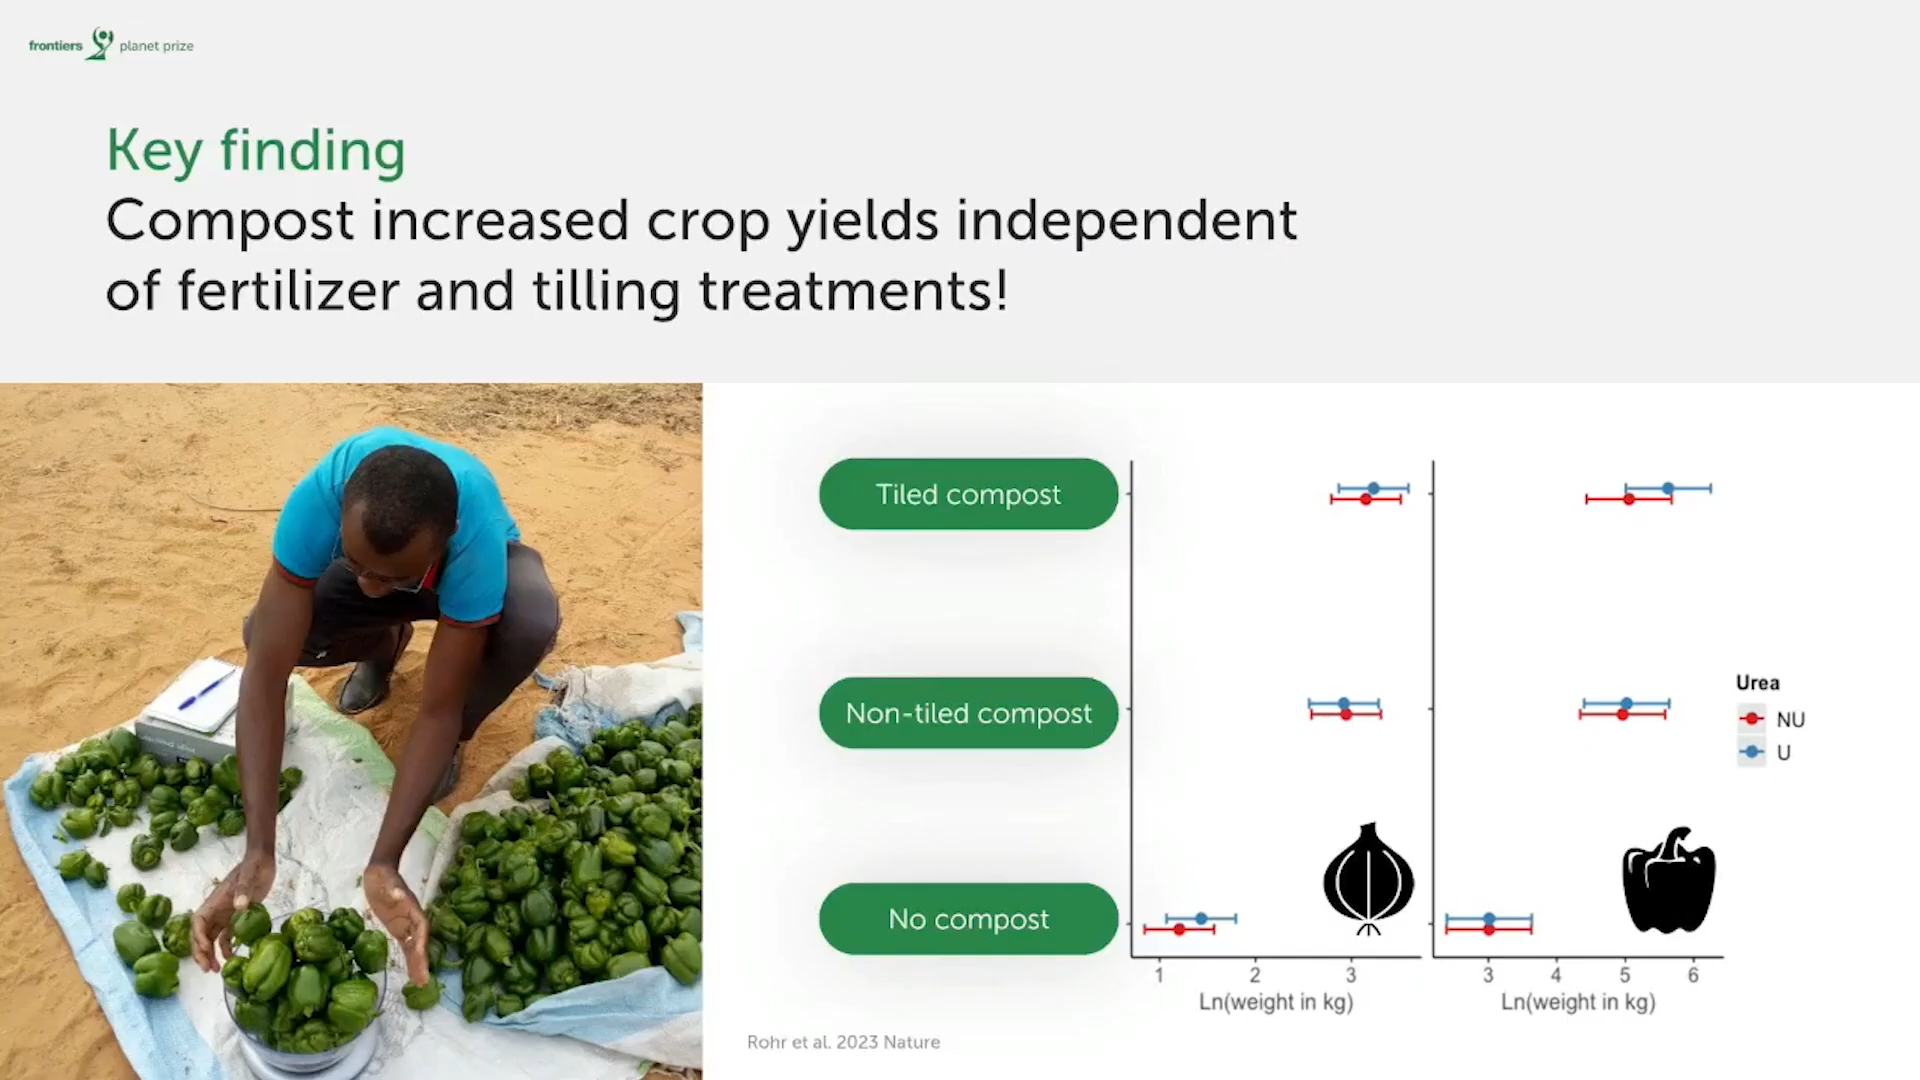 frontiers planet prize
Key finding
Compost increased crop yields independent
of fertilizer and tilling treatments!
Tiled compost
Non-tiled compost
No compost
1 2 3
Ln(weight in kg)
3 4 5 6
Ln(weight in kg)
Urea
NU
U
Rohr et al. 2023 Nature